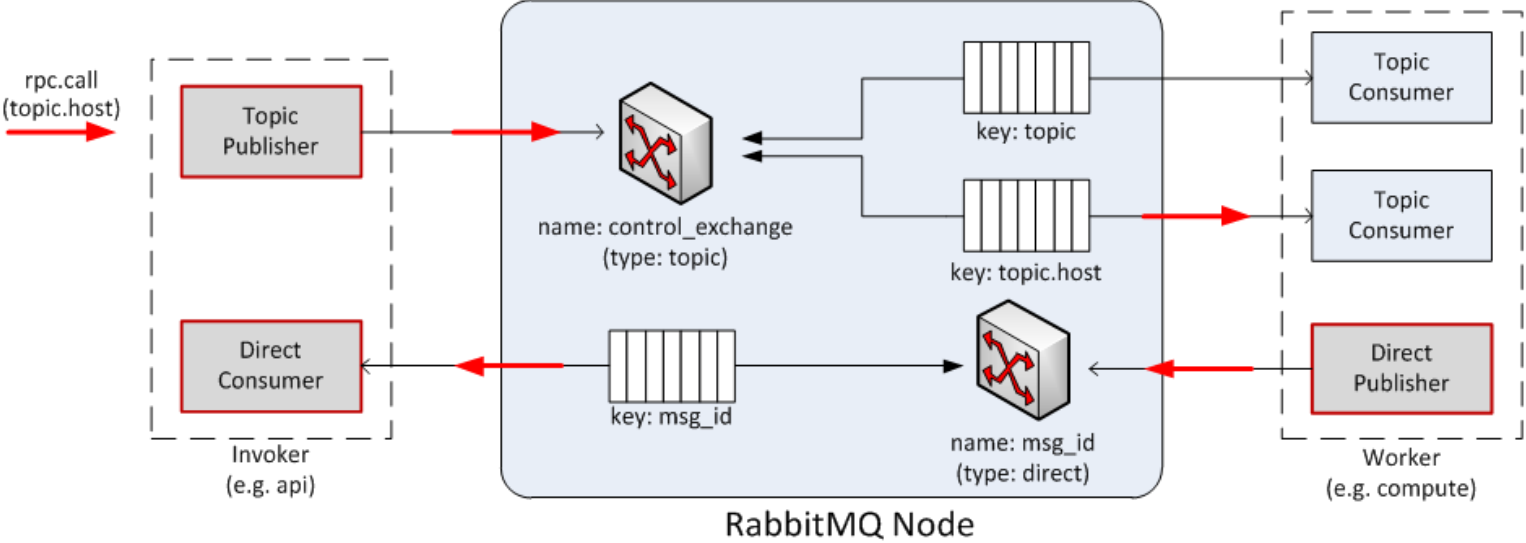 rpc.call
(topic.host)
Topic
Publisher
name: control_exchange
(type: topic)
key: topic
Topic
Consumer
key: topic.host
Topic
Consumer
Direct
Consumer
key: msg_id
name: msg_id
(type: direct)
Direct
Publisher
Invoker
(e.g. api)
Worker
(e.g. compute)
RabbitMQ Node